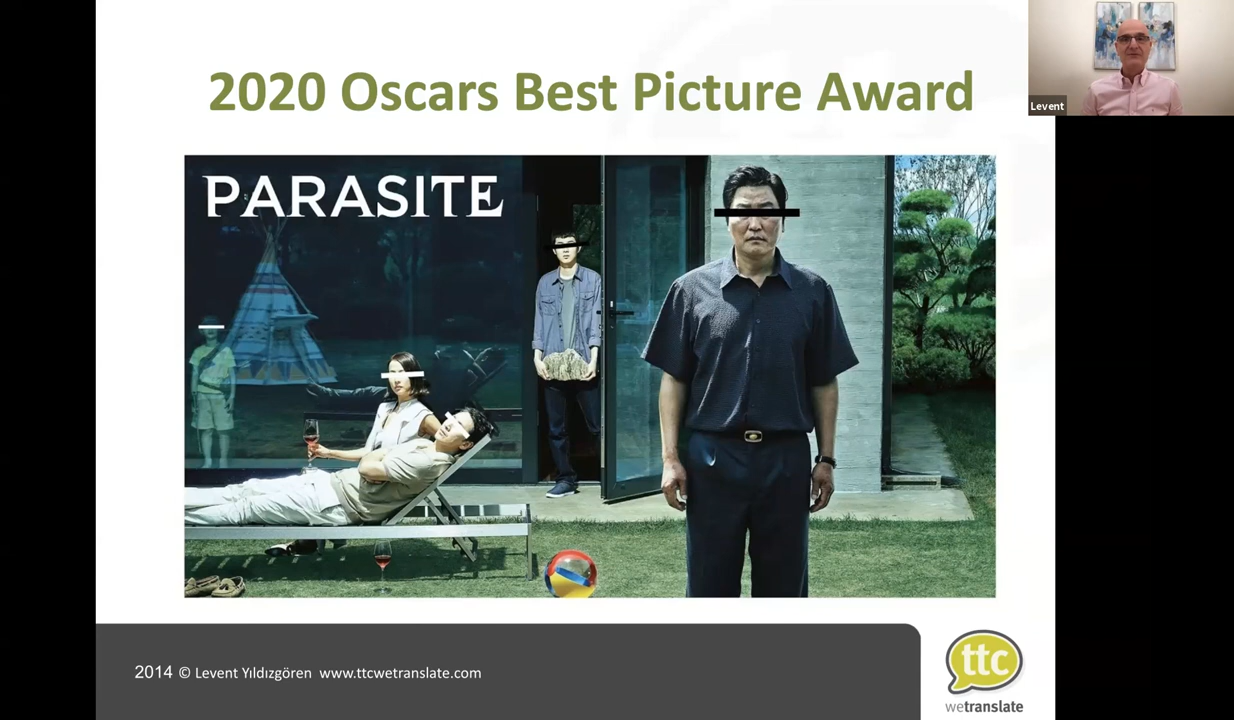 2020 Oscars Best Picture Award
Levent
PARASITE
2014 © Levent Yıldızgören www.ttcwetranslate.com
ttc
wetranslate